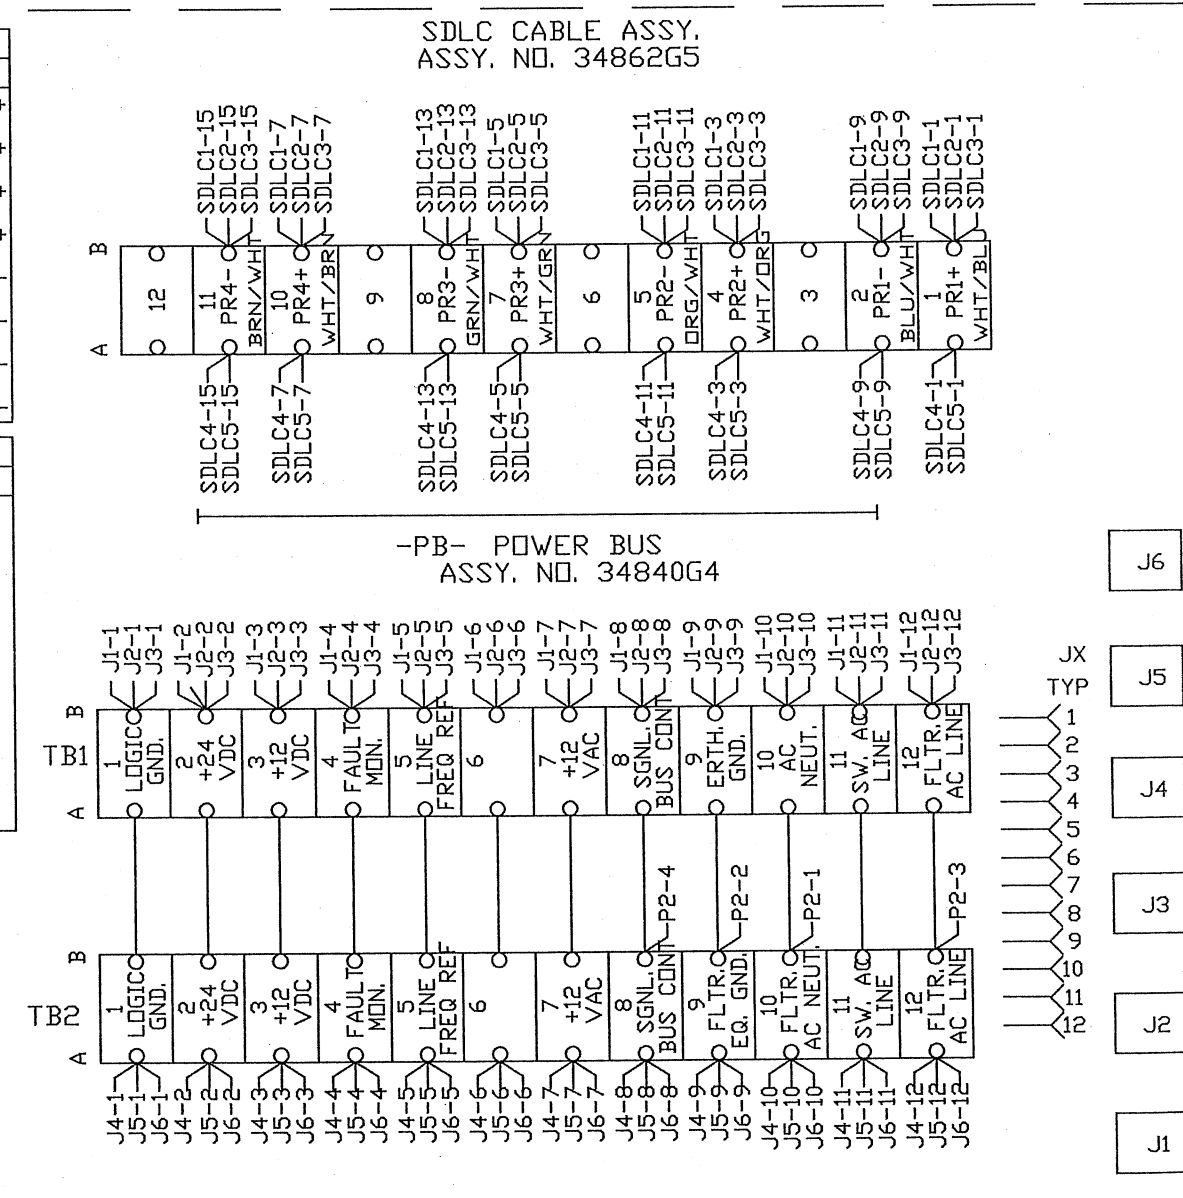 SDLC CABLE ASSY.
ASSY. NO. 34862G5
SDLC1-15
SDLC2-15
SDLC3-15
SDLC1-7
SDLC2-7
SDLC3-7
SDLC1-13
SDLC2-13
SDLC3-13
SDLC1-5
SDLC2-5
SDLC3-5
SDLC1-11
SDLC2-11
SDLC3-11
SDLC1-3
SDLC2-3
SDLC3-3
SDLC1-9
SDLC2-9
SDLC3-9
SDLC1-1
SDLC2-1
SDLC3-1
B
A
12
11
PR4-
BRN/WHT
10
PR4+
WHT/BRN
9
8
PR3-
GRN/WHT
7
PR3+
WHT/GRN
6
5
PR2-
ORG/WHT
4
PR2+
WHT/ORG
3
2
PR1-
BLU/WHT
1
PR1+
WHT/BLU
SDLC4-15
SDLC5-15
SDLC4-7
SDLC5-7
SDLC4-13
SDLC5-13
SDLC4-5
SDLC5-5
SDLC4-11
SDLC5-11
SDLC4-3
SDLC5-3
SDLC4-9
SDLC5-9
SDLC4-1
SDLC5-1
-PB- POWER BUS
ASSY. NO. 34840G4
J1-1
J2-1
J3-1
J1-2
J2-2
J3-2
J1-3
J2-3
J3-3
J1-4
J2-4
J3-4
J1-5
J2-5
J3-5
J1-6
J2-6
J3-6
J1-7
J2-7
J3-7
J1-8
J2-8
J3-8
J1-9
J2-9
J3-9
J1-10
J2-10
J3-10
J1-11
J2-11
J3-11
J1-12
J2-12
J3-12
B
TB1
A
1
LOGIC
GND.
2
+24
VDC
3
+12
VDC
4
FAULT
MON.
5
LINE
FREQ REF
6
7
+12
VAC
8
SGNL.
BUS CONT
9
ERTH.
GND.
10
AC
NEUT.
11
SW. AC
LINE
12
FLTR.
AC LINE
P2-4
P2-2
P2-1
P2-3
B
TB2
A
1
LOGIC
GND.
2
+24
VDC
3
+12
VDC
4
FAULT
MON.
5
LINE
FREQ REF
6
7
+12
VAC
8
SGNL.
BUS CONT
9
FLTR.
EQ. GND.
10
FLTR.
AC NEUT.
11
SW. AC
LINE
12
FLTR.
AC LINE
J4-1
J5-1
J6-1
J4-2
J5-2
J6-2
J4-3
J5-3
J6-3
J4-4
J5-4
J6-4
J4-5
J5-5
J6-5
J4-6
J5-6
J6-6
J4-7
J5-7
J6-7
J4-8
J5-8
J6-8
J4-9
J5-9
J6-9
J4-10
J5-10
J6-10
J4-11
J5-11
J6-11
J4-12
J5-12
J6-12
JX
TYP
1
2
3
4
5
6
7
8
9
10
11
12
J6
J5
J4
J3
J2
J1